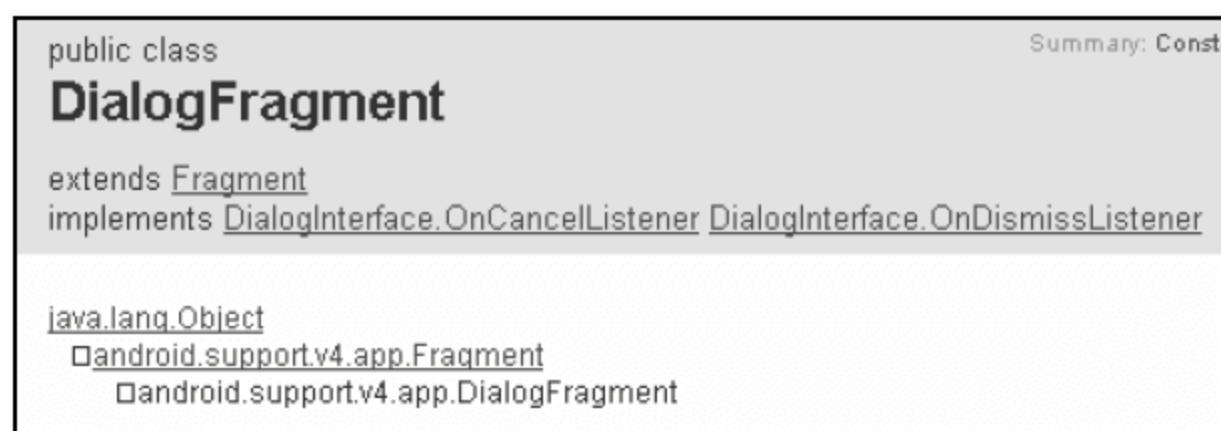 public class
Summary: Const
DialogFragment
extends Fragment
implements DialogInterface.OnCancelListener DialogInterface.OnDismissListener
java.lang.Object
□android.support.v4.app.Fragment
□android.support.v4.app.DialogFragment